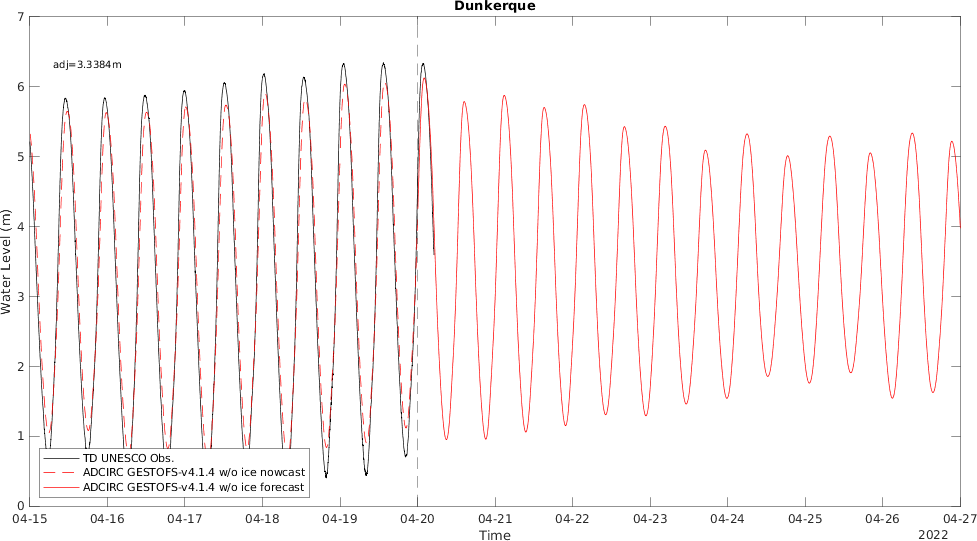 Dunkerque
7
adj=3.3384m
6
5
4
3
2
1
0
Water Level (m)
TD UNESCO Obs.
ADCIRC GESTOFS-v4.1.4 w/o ice nowcast
ADCIRC GESTOFS-v4.1.4 w/o ice forecast
04-15 04-16 04-17 04-18 04-19 04-20 04-21 04-22 04-23 04-24 04-25 04-26 04-27
Time
2022